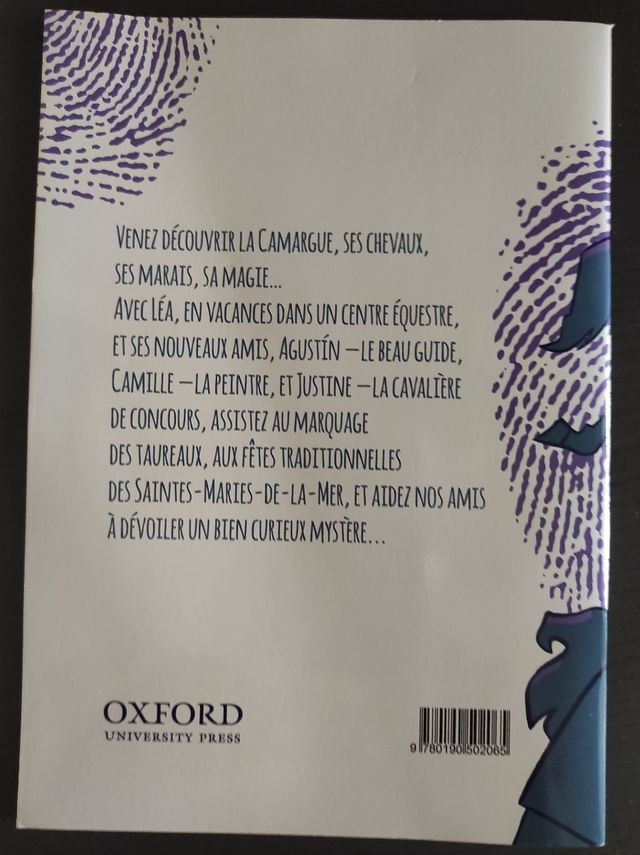 VENEZ DÉCOUVRIR LA CAMARGUE, SES CHEVAUX,
SES MARAIS, SA MAGIE...
AVEC LÉA, EN VACANCES DANS UN CENTRE ÉQUESTRE,
ET SES NOUVEAUX AMIS, AGUSTÍN —LE BEAU GUIDE,
CAMILLE —LA PEINTRE, ET JUSTINE —LA CAVALIÈRE
DE CONCOURS, ASSISTEZ AU MARQUAGE
DES TAUREAUX, AUX FÊTES TRADITIONNELLES
DES SAINTES-MARIES-DE-LA-MER, ET AIDEZ NOS AMIS
À DÉVOILER UN BIEN CURIEUX MYSTÈRE...
OXFORD
UNIVERSITY PRESS
9 780190 502065